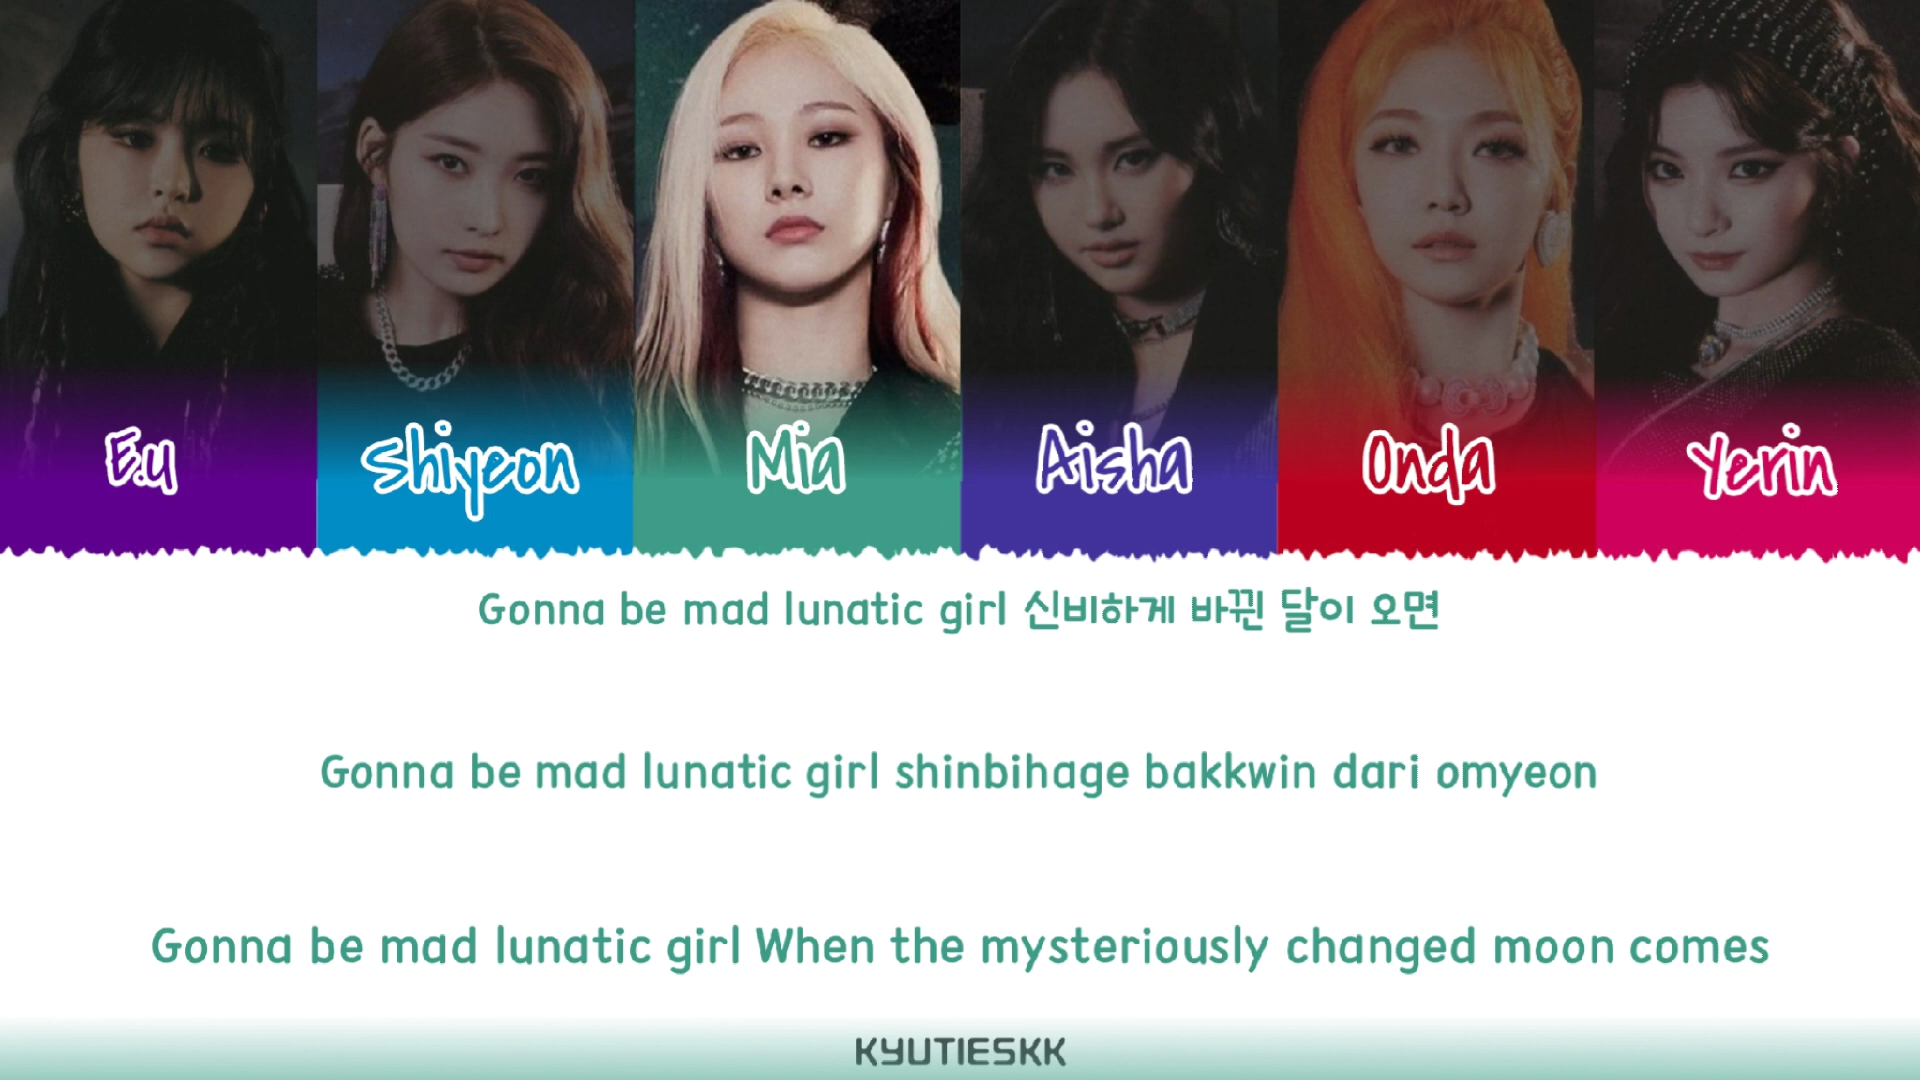 E.U Shiyeon Mia Aisha Onda Yerin
Gonna be mad lunatic girl 신비하게 바뀐 달이 오면
Gonna be mad lunatic girl shinbihage bakkwin dari omyeon
Gonna be mad lunatic girl When the mysteriously changed moon comes
KYUTIESKK